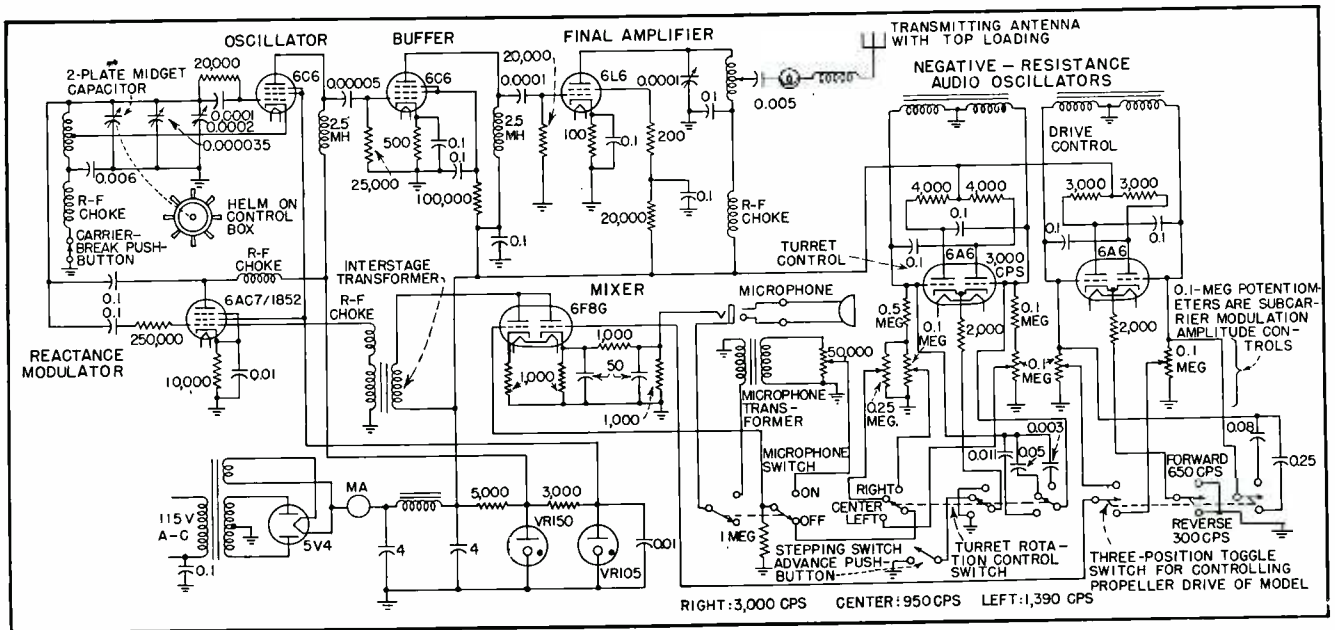 OSCILLATOR
BUFFER
FINAL AMPLIFIER
TRANSMITTING ANTENNA
WITH TOP LOADING
NEGATIVE-RESISTANCE
AUDIO OSCILLATORS
2-PLATE MIDGET
CAPACITOR
20,000
6C6
0.0001
0.0002
0.000035
0.006
R-F
CHOKE
CARRIER-
BREAK PUSH-
BUTTON
HELM ON
CONTROL
BOX
0.00005
2.5
MH
6C6
500
0.1
0.1
25,000
100,000
0.0001
2.5
MH
0.1
20,000
6L6
100
0.1
200
0.1
20,000
0.0001
0.1
R-F
CHOKE
0.005
DRIVE
CONTROL
4,000
4,000
0.1
0.1
6A6
TURRET
CONTROL
3,000
CPS
3,000
3,000
0.1
0.1
6A6
0.1-MEG POTENTIOM-
ETERS ARE SUBCAR-
RIER MODULATION
AMPLITUDE CON-
TROLS
0.5
MEG
0.1
MEG
2,000
0.1
MEG
0.1
MEG
2,000
0.1
MEG
0.25
MEG.
R-F
CHOKE
0.1
0.1
250,000
6AC7/1852
REACTANCE
MODULATOR
10,000
0.01
INTERSTAGE
TRANSFORMER
R-F
CHOKE
MIXER
6F8G
1,000
1,000
50
1,000
MICROPHONE
50,000
MICROPHONE
TRANS-
FORMER
MICROPHONE
SWITCH
ON
OFF
1 MEG
RIGHT
CENTER
LEFT
0.011
0.05
0.003
0.08
0.25
FORWARD
650 CPS
REVERSE
300 CPS
STEPPING SWITCH
ADVANCE PUSH-
BUTTON
TURRET ROTA-
TION CONTROL
SWITCH
THREE-POSITION TOGGLE
SWITCH FOR CONTROLLING
PROPELLER DRIVE OF MODEL
115 V
A-C
0.1
5V4
MA
4
4
5,000
3,000
VR150
VR105
0.01
RIGHT: 3,000 CPS CENTER: 950 CPS LEFT: 1,390 CPS